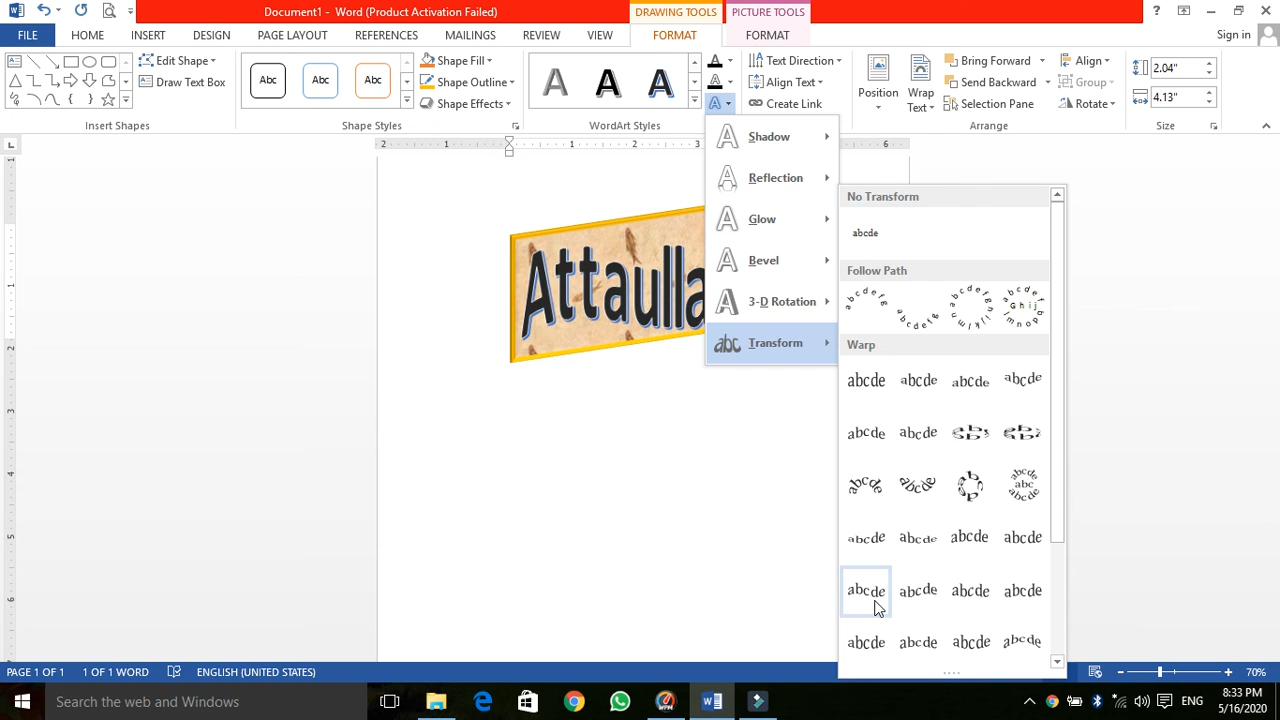 Document1 - Word (Product Activation Failed)
DRAWING TOOLS
PICTURE TOOLS
?
FILE
HOME
INSERT
DESIGN
PAGE LAYOUT
REFERENCES
MAILINGS
REVIEW
VIEW
FORMAT
FORMAT
Sign in
Edit Shape
Draw Text Box
Insert Shapes
Abc
Abc
Abc
Shape Fill
Shape Outline
Shape Effects
Shape Styles
A
A
A
WordArt Styles
Text Direction
Align Text
Create Link
Position
Wrap
Text
Bring Forward
Send Backward
Selection Pane
Align
Group
Rotate
Arrange
2.04"
4.13"
Size
2 1 1 2 3 6
Attaulla
Shadow
Reflection
Glow
Bevel
3-D Rotation
Transform
No Transform
abcde
Follow Path
Warp
abcde abcde abcde abcde
abcde abcde
abcde abcde
abcde abcde abcde abcde
abcde abcde abcde abcde
abcde abcde abcde abcde
PAGE 1 OF 1
1 OF 1 WORD
ENGLISH (UNITED STATES)
70%
Search the web and Windows
ENG
8:33 PM
5/16/2020